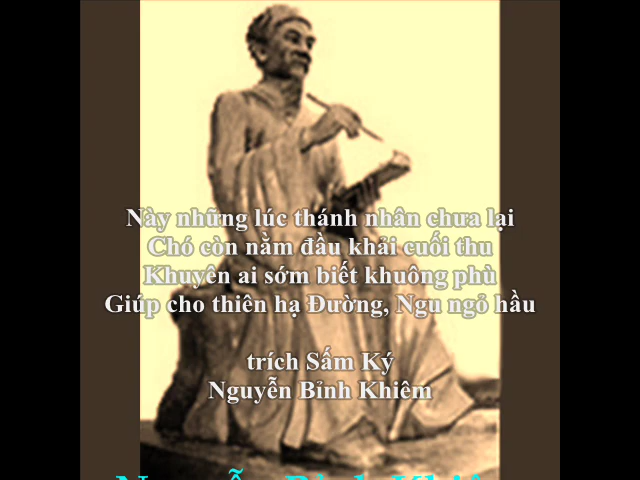 Này những lúc thánh nhân chưa lại
Chó còn nằm đầu khải cuối thu
Khuyên ai sớm biết khuông phù
Giúp cho thiên hạ Đường, Ngu ngỏ hầu
trích Sấm Ký
Nguyễn Bỉnh Khiêm